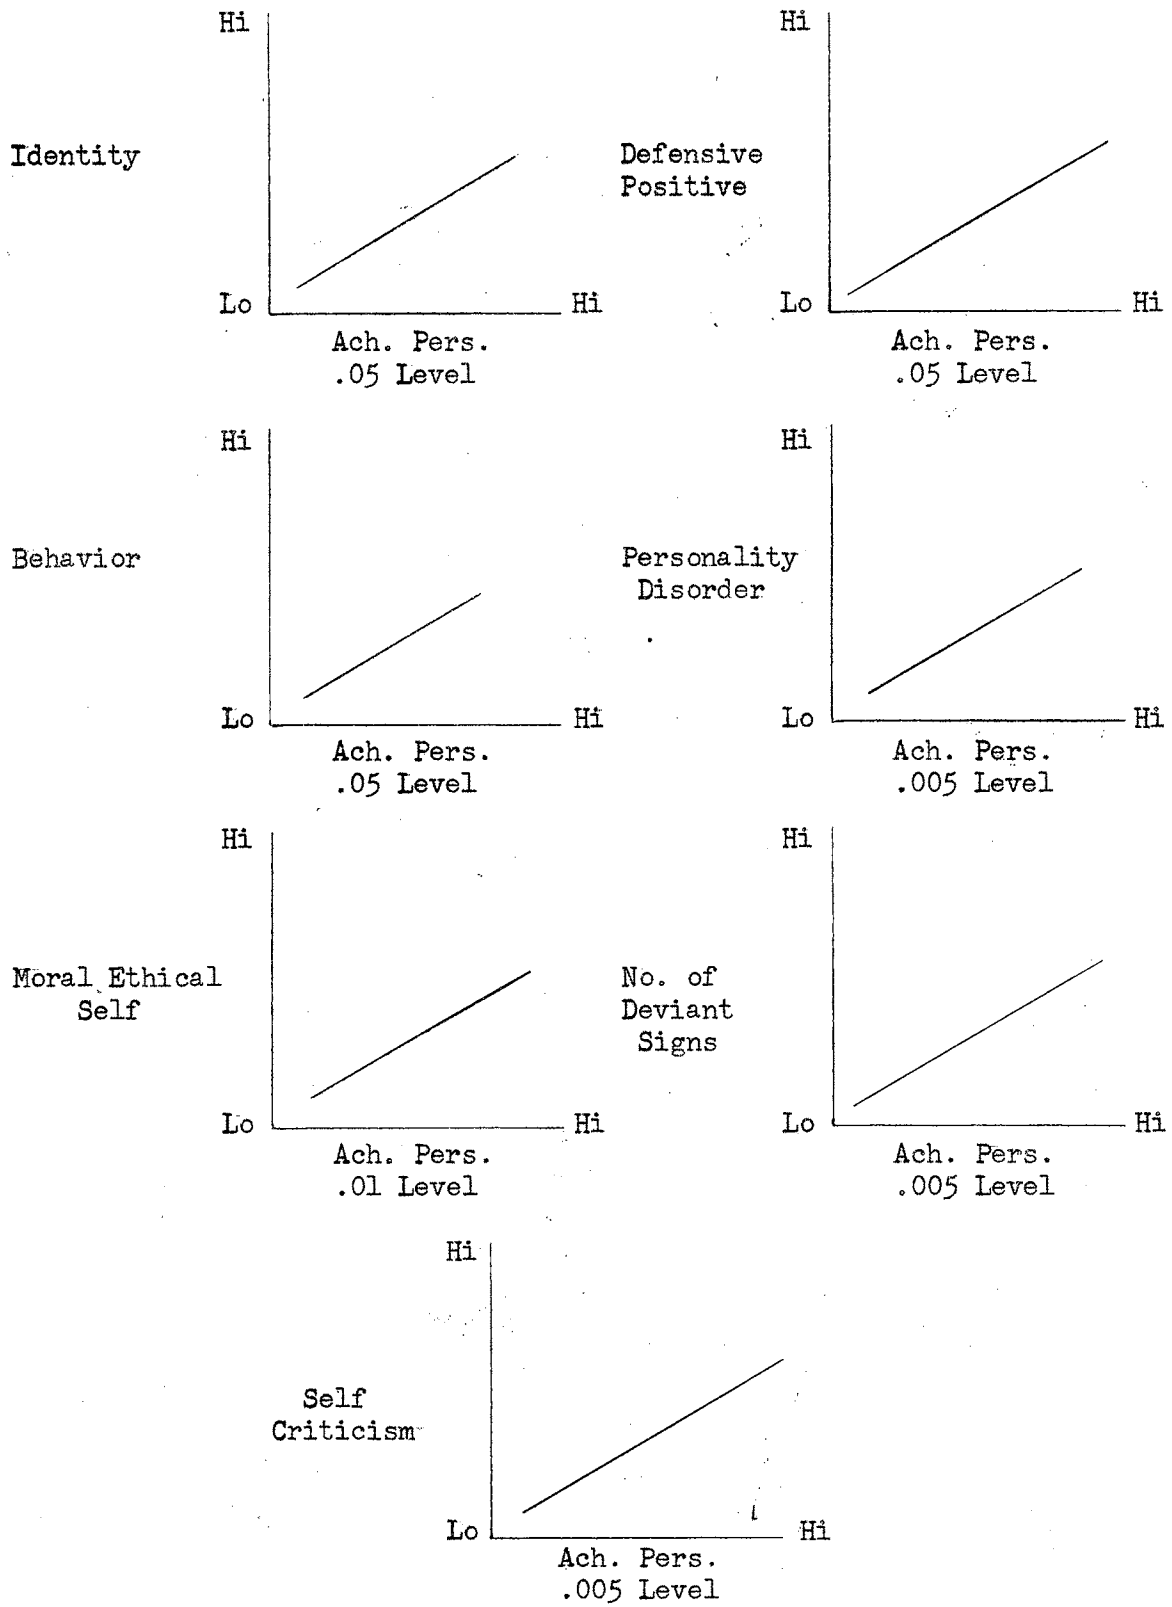 Hi
Identity
Lo
Hi
Ach. Pers.
.05 Level
Hi
Defensive
Positive
Lo
Hi
Ach. Pers.
.05 Level
Hi
Behavior
Lo
Hi
Ach. Pers.
.05 Level
Hi
Personality
Disorder
Lo
Hi
Ach. Pers.
.005 Level
Hi
Moral Ethical
Self
Lo
Hi
Ach. Pers.
.01 Level
Hi
No. of
Deviant
Signs
Lo
Hi
Ach. Pers.
.005 Level
Hi
Self
Criticism
Lo
Hi
Ach. Pers.
.005 Level